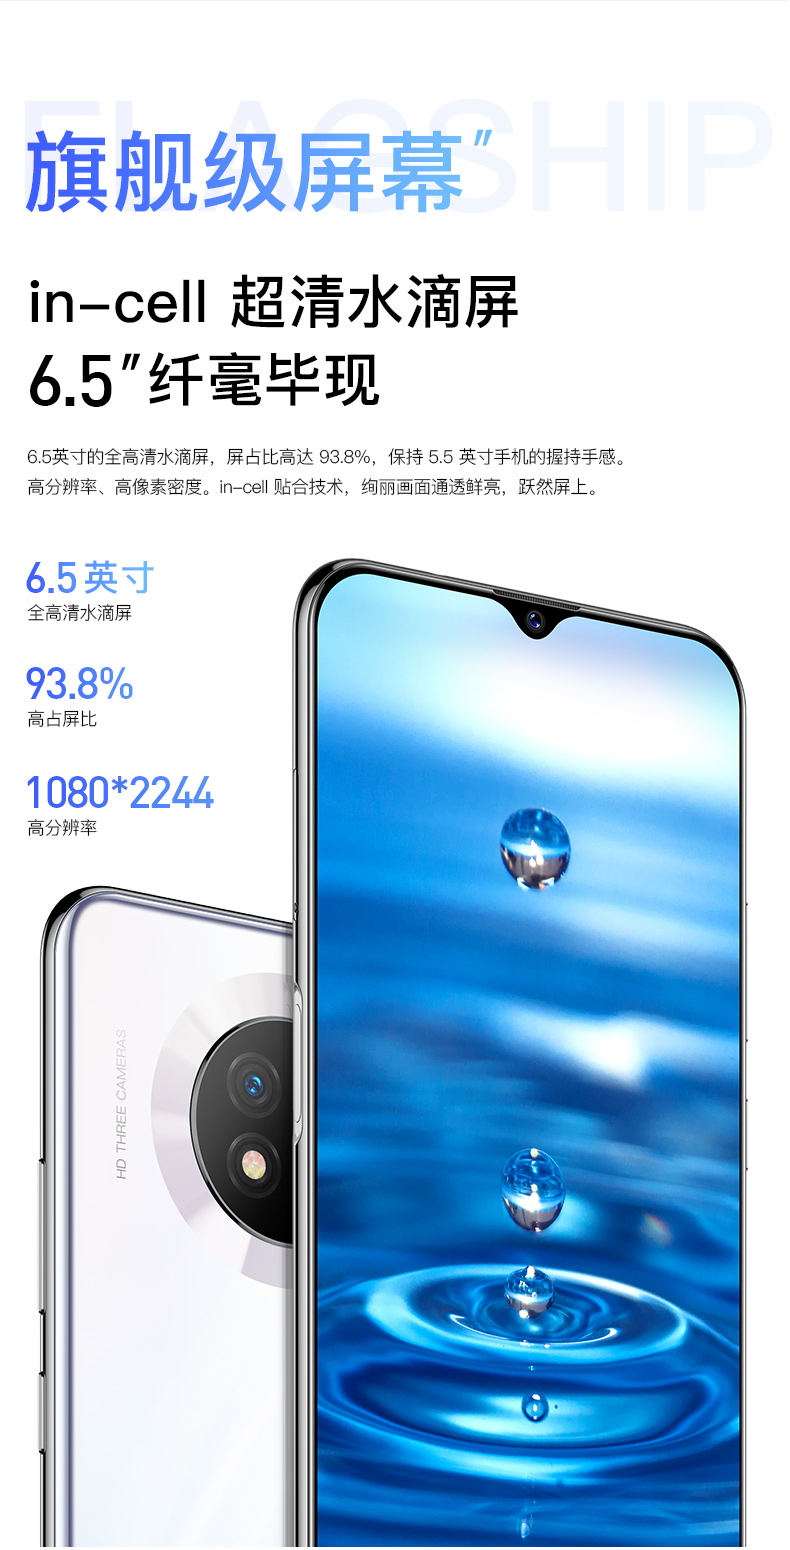 FLAGSHIP
旗舰级屏幕″
in-cell 超清水滴屏
6.5″纤毫毕现
6.5英寸的全高清水滴屏，屏占比高达 93.8%，保持 5.5 英寸手机的握持手感。
高分辨率、高像素密度。in-cell 贴合技术，绚丽画面通透鲜亮，跃然屏上。
6.5英寸
全高清水滴屏
93.8%
高占屏比
1080*2244
高分辨率
HD THREE CAMERAS